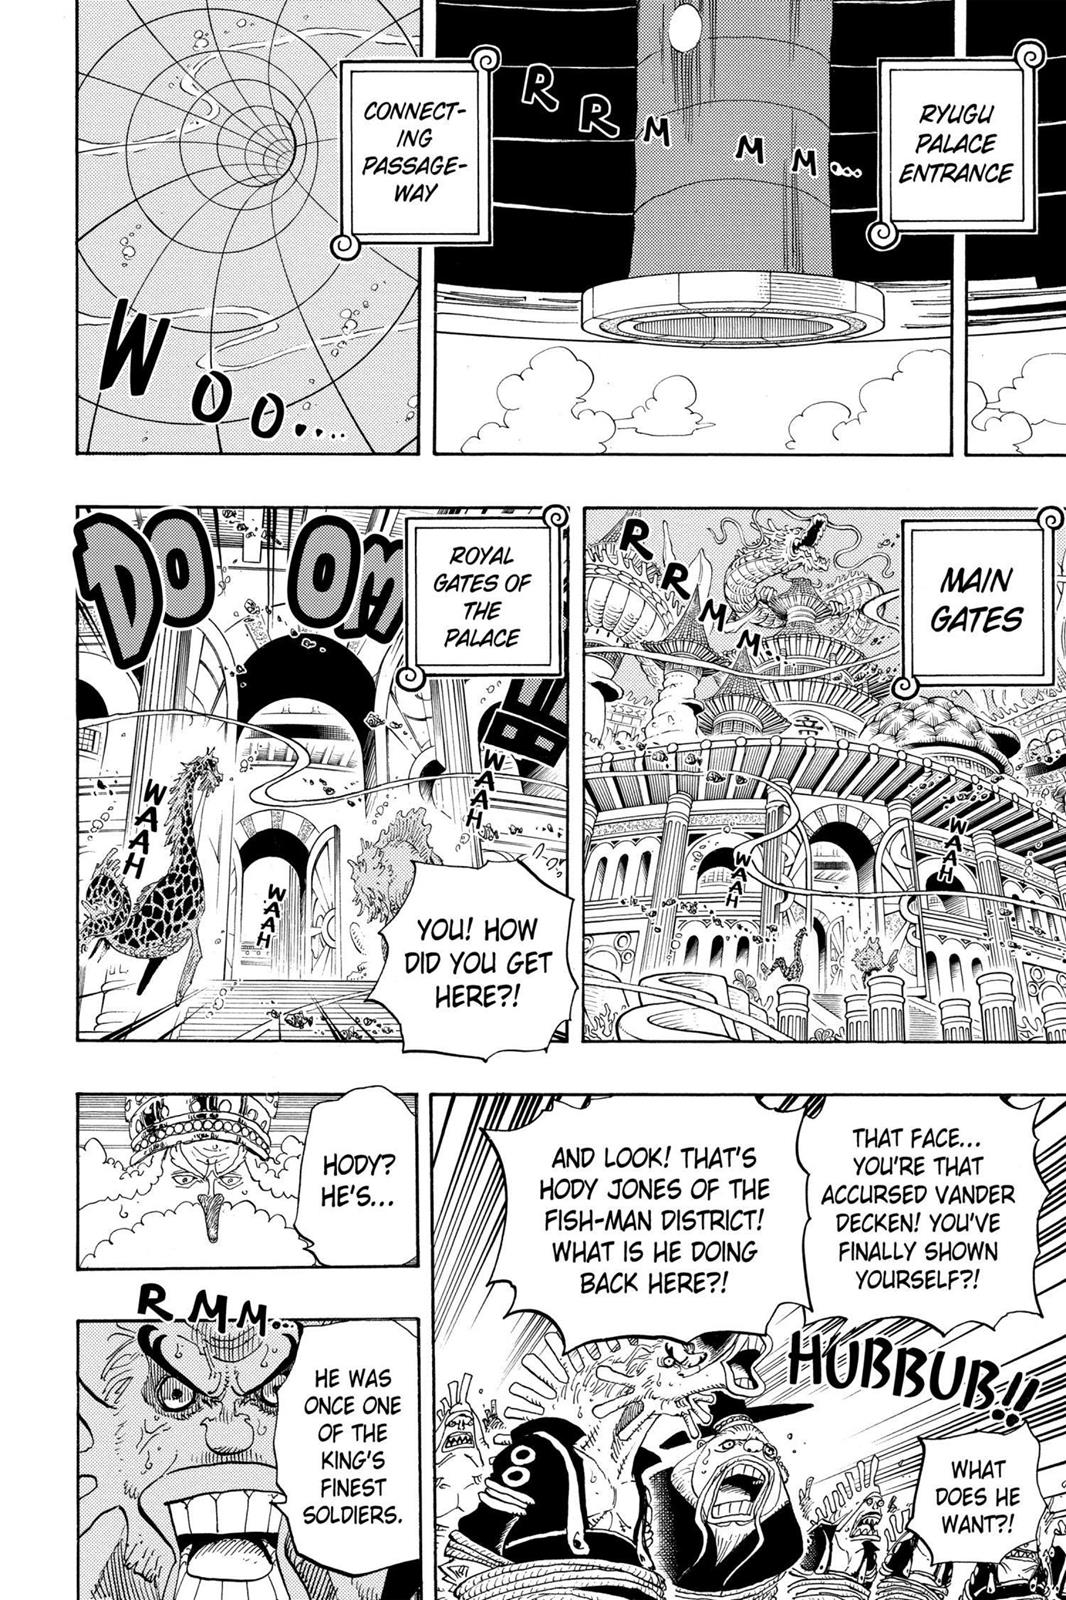 RYUGU
PALACE
ENTRANCE
RRMMM...
CONNECT-
ING
PASSAGE-
WAY
WOO....
MAIN
GATES
RRMMM...
WAAH
WAAH
ROYAL
GATES OF
THE
PALACE
DOOM
WAAH
WAAH
WAAH
YOU! HOW
DID YOU GET
HERE?!
THAT FACE...
YOU'RE THAT
ACCURSED VANDER
DECKEN! YOU'VE
FINALLY SHOWN
YOURSELF?!
AND LOOK! THAT'S
HODY JONES OF THE
FISH-MAN DISTRICT!
WHAT IS HE DOING
BACK HERE?!
HUBBUB!!
WHAT
DOES HE
WANT?!
HODY?
HE'S...
RMM...
HE WAS
ONCE ONE
OF THE
KING'S
FINEST
SOLDIERS.